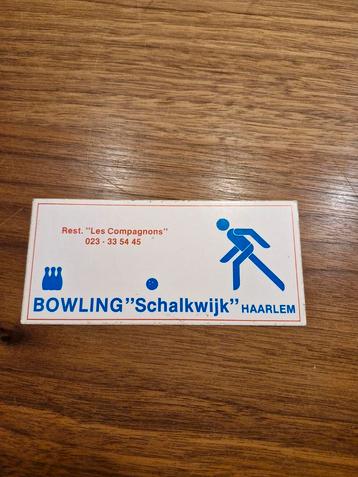 Rest. "Les Compagnons"
023 - 33 54 45
BOWLING "Schalkwijk" HAARLEM